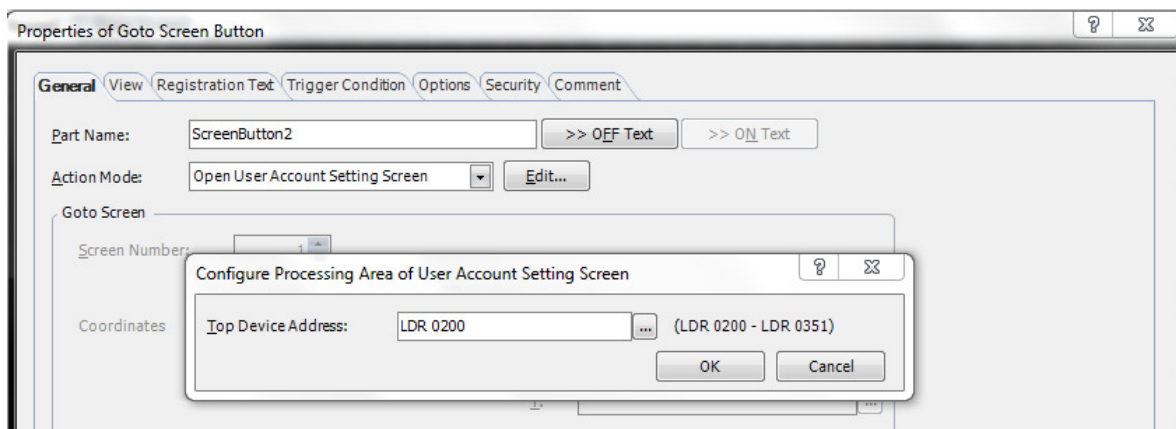 Properties of Goto Screen Button
General View Registration Text Trigger Condition Options Security Comment
Part Name: ScreenButton2 >> OFF Text >> ON Text
Action Mode: Open User Account Setting Screen Edit...
Goto Screen
Screen Number: 1
Configure Processing Area of User Account Setting Screen
Coordinates Top Device Address: LDR 0200 ... (LDR 0200 - LDR 0351)
OK Cancel